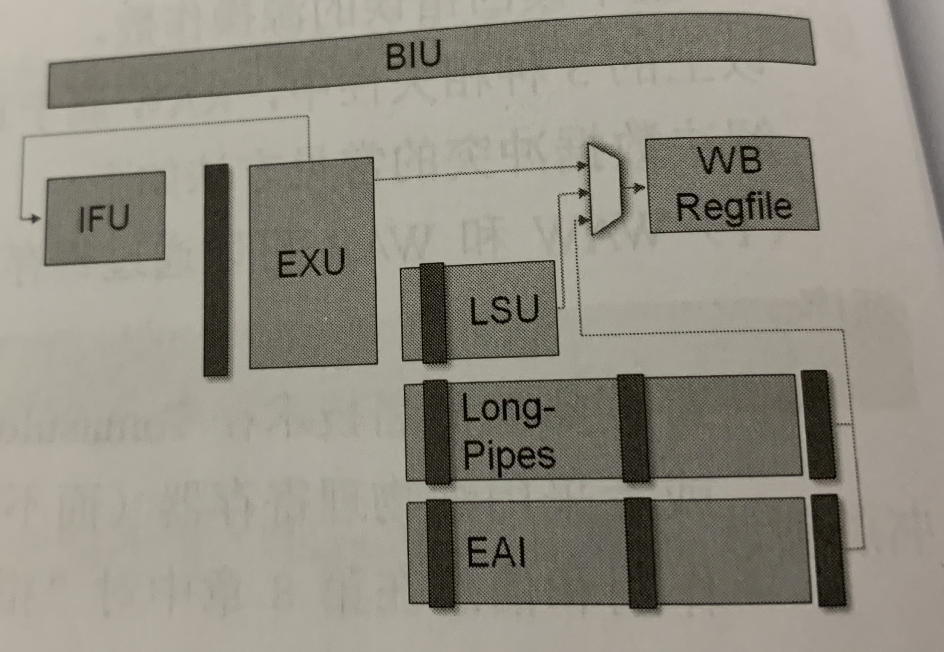 BIU
IFU
EXU
WB
Regfile
LSU
Long-
Pipes
EAI